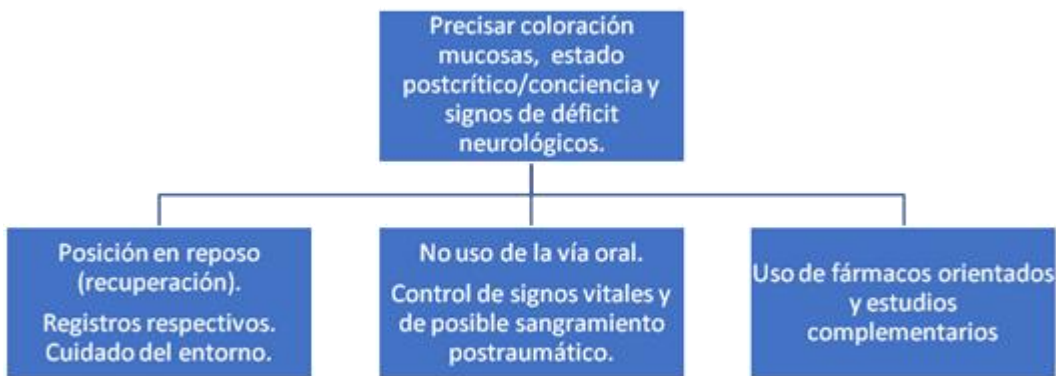 Precisar coloración
mucosas, estado
postcrítico/conciencia y
signos de déficit
neurológicos.
Posición en reposo
(recuperación).
Registros respectivos.
Cuidado del entorno.
No uso de la vía oral.
Control de signos vitales y
de posible sangramiento
postraumático.
Uso de fármacos orientados
y estudios
complementarios